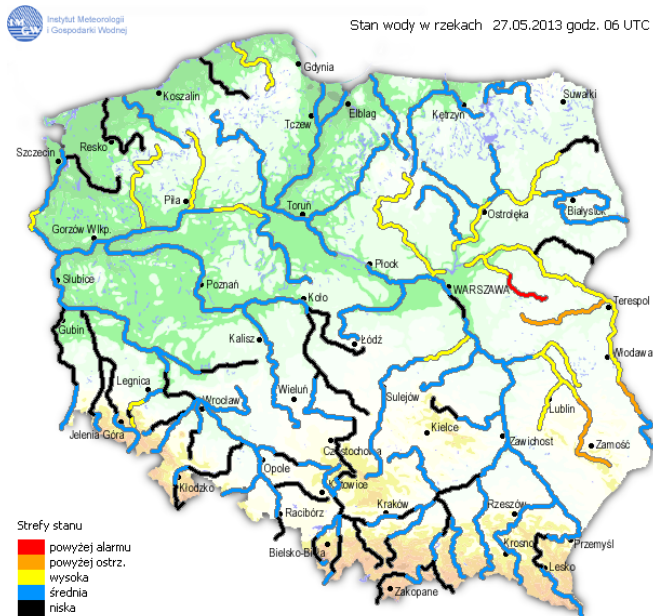 IM
GW
Instytut Meteorologii
i Gospodarki Wodnej
Stan wody w rzekach 27.05.2013 godz. 06 UTC
Gdynia
Koszalin
Suwałki
Tczew
Elbląg
Kętrzyn
Resko
Szczecin
Piła
Toruń
Ostrołęka
Białystok
Gorzów Wlkp.
Płock
Słubice
Poznań
Koło
WARSZAWA
Terespol
Gubin
Kalisz
Łódź
Włodawa
Legnica
Wieluń
Sulejów
Lublin
Wrocław
Jelenia Góra
Kielce
Zawichost
Zamość
Częstochowa
Opole
Kłodzko
Katowice
Racibórz
Kraków
Rzeszów
Bielsko-Biała
Krosno
Przemyśl
Lesko
Zakopane
Strefy stanu
powyżej alarmu
powyżej ostrz.
wysoka
średnia
niska